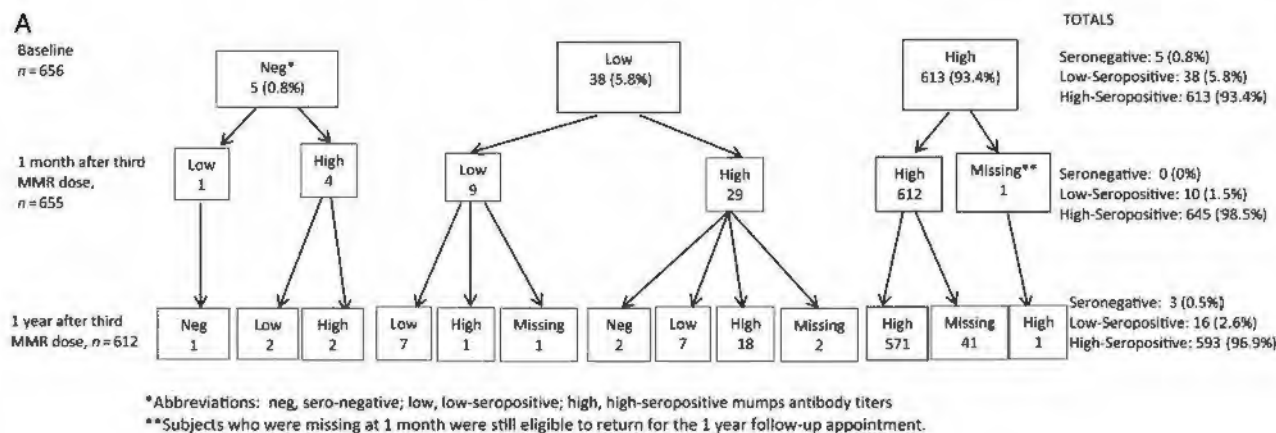 A
TOTALS
Baseline
n = 656
Neg*
5 (0.8%)
Low
38 (5.8%)
High
613 (93.4%)
Seronegative: 5 (0.8%)
Low-Seropositive: 38 (5.8%)
High-Seropositive: 613 (93.4%)
1 month after third
MMR dose,
n = 655
Low
1
High
4
Low
9
High
29
High
612
Missing**
1
Seronegative: 0 (0%)
Low-Seropositive: 10 (1.5%)
High-Seropositive: 645 (98.5%)
1 year after third
MMR dose, n = 612
Neg
1
Low
2
High
2
Low
7
High
1
Missing
1
Neg
2
Low
7
High
18
Missing
2
High
571
Missing
41
High
1
Seronegative: 3 (0.5%)
Low-Seropositive: 16 (2.6%)
High-Seropositive: 593 (96.9%)
*Abbreviations: neg, sero-negative; low, low-seropositive; high, high-seropositive mumps antibody titers
**Subjects who were missing at 1 month were still eligible to return for the 1 year follow-up appointment.